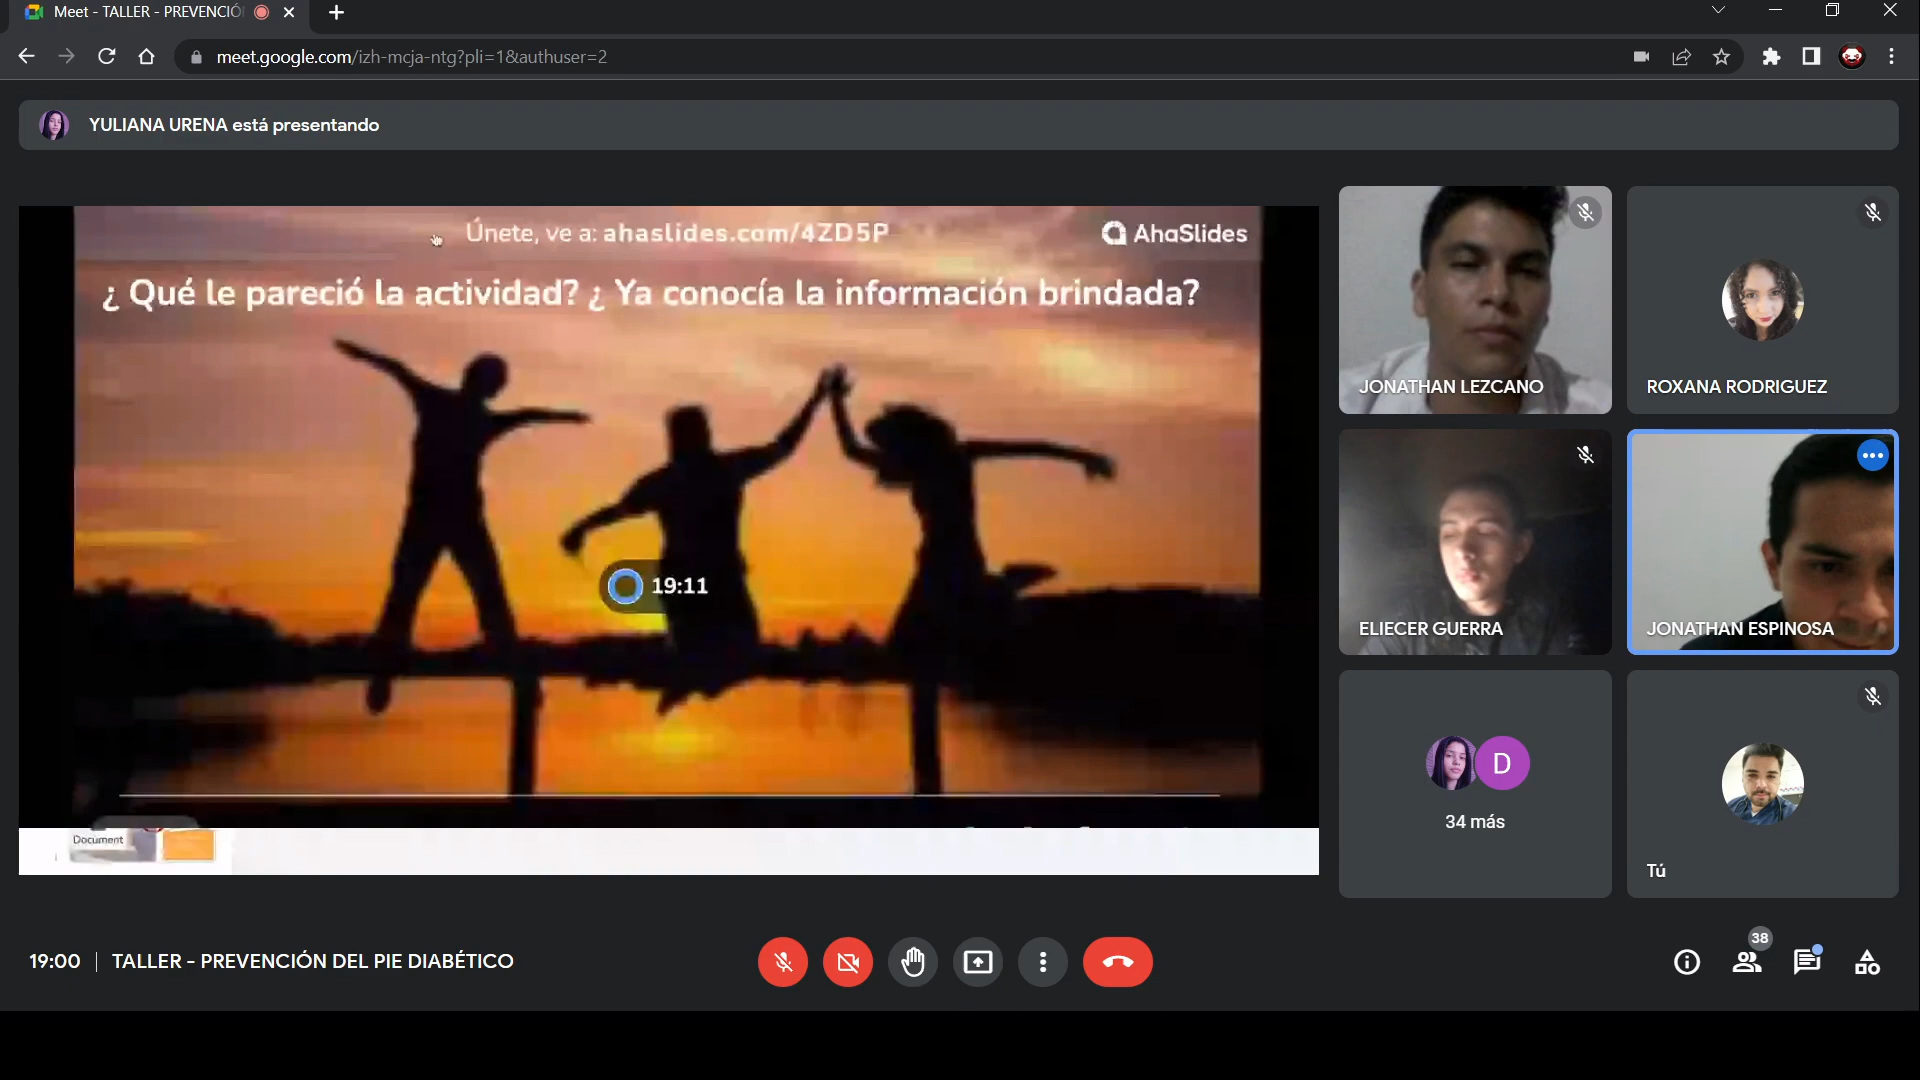 Meet - TALLER - PREVENCIÓ
meet.google.com/izh-mcja-ntg?pli=1&authuser=2
YULIANA URENA está presentando
Únete, ve a: ahaslides.com/4ZD5P
AhaSlides
¿ Qué le pareció la actividad? ¿ Ya conocía la información brindada?
19:11
Document
JONATHAN LEZCANO
ROXANA RODRIGUEZ
ELIECER GUERRA
JONATHAN ESPINOSA
D
34 más
Tú
19:00 | TALLER - PREVENCIÓN DEL PIE DIABÉTICO
38